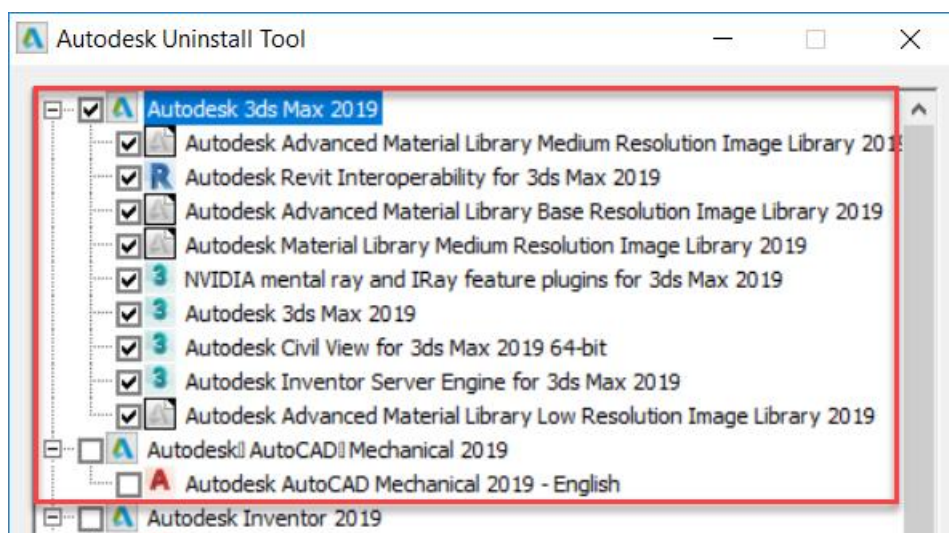 Autodesk Uninstall Tool
Autodesk 3ds Max 2019
Autodesk Advanced Material Library Medium Resolution Image Library 2019
Autodesk Revit Interoperability for 3ds Max 2019
Autodesk Advanced Material Library Base Resolution Image Library 2019
Autodesk Material Library Medium Resolution Image Library 2019
NVIDIA mental ray and IRay feature plugins for 3ds Max 2019
Autodesk 3ds Max 2019
Autodesk Civil View for 3ds Max 2019 64-bit
Autodesk Inventor Server Engine for 3ds Max 2019
Autodesk Advanced Material Library Low Resolution Image Library 2019
Autodesk▯ AutoCAD▯ Mechanical 2019
Autodesk AutoCAD Mechanical 2019 - English
Autodesk Inventor 2019